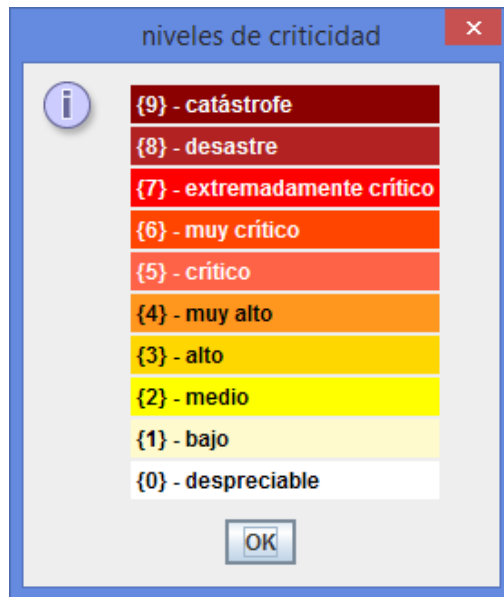 niveles de criticidad
{9} - catástrofe
{8} - desastre
{7} - extremadamente crítico
{6} - muy crítico
{5} - crítico
{4} - muy alto
{3} - alto
{2} - medio
{1} - bajo
{0} - despreciable
OK